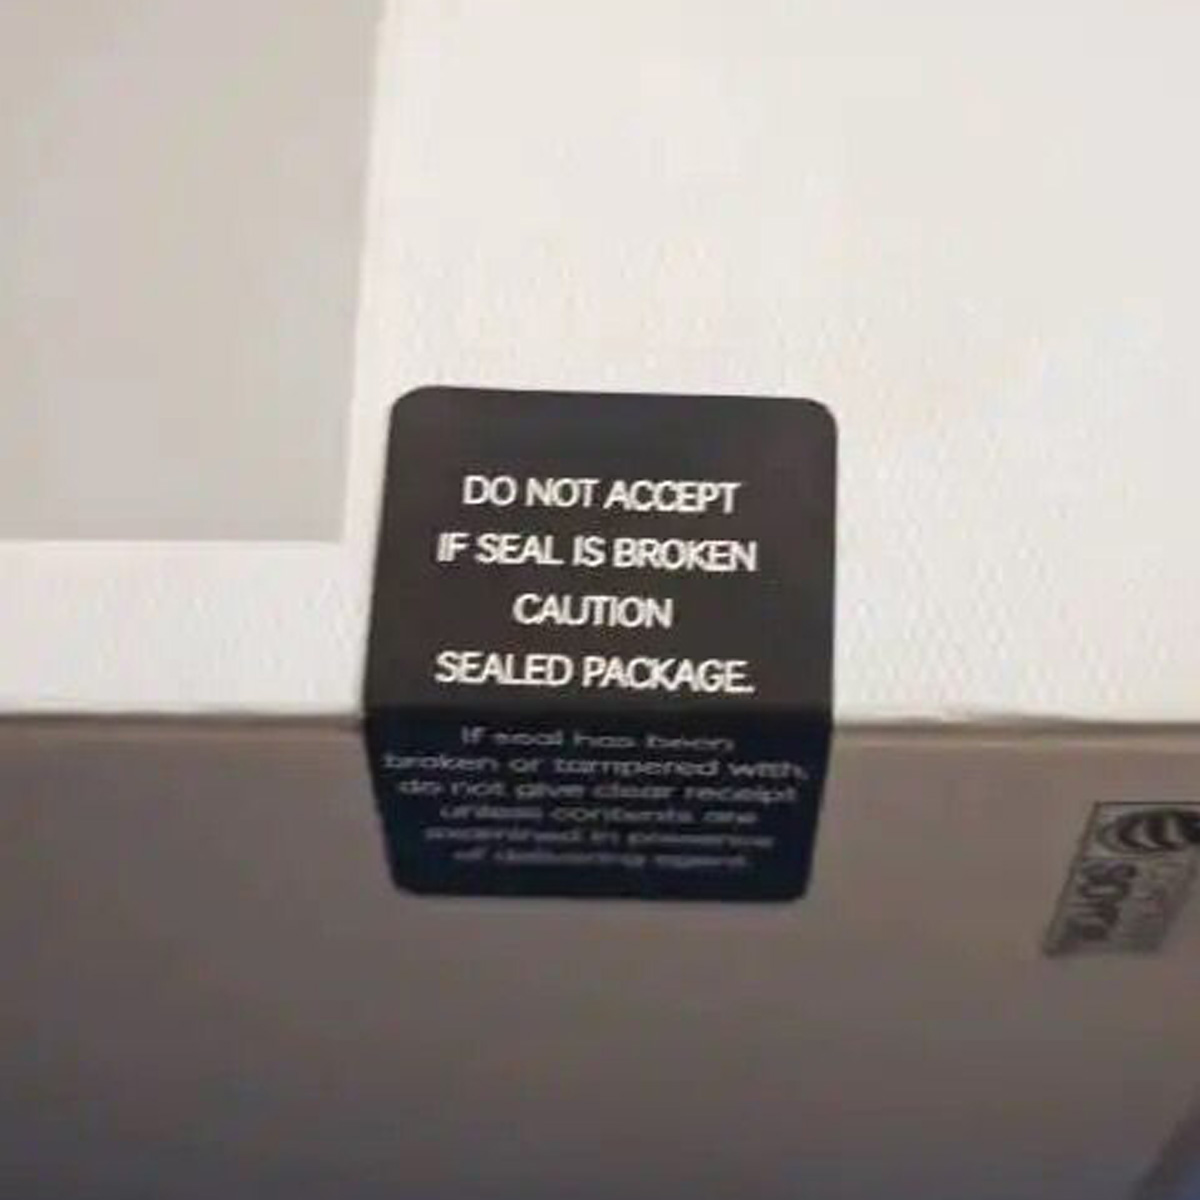 DO NOT ACCEPT
IF SEAL IS BROKEN
CAUTION
SEALED PACKAGE.
If seal has been
broken or tampered with,
do not give clear receipt
unless contents are
examined in presence
of delivering agent.